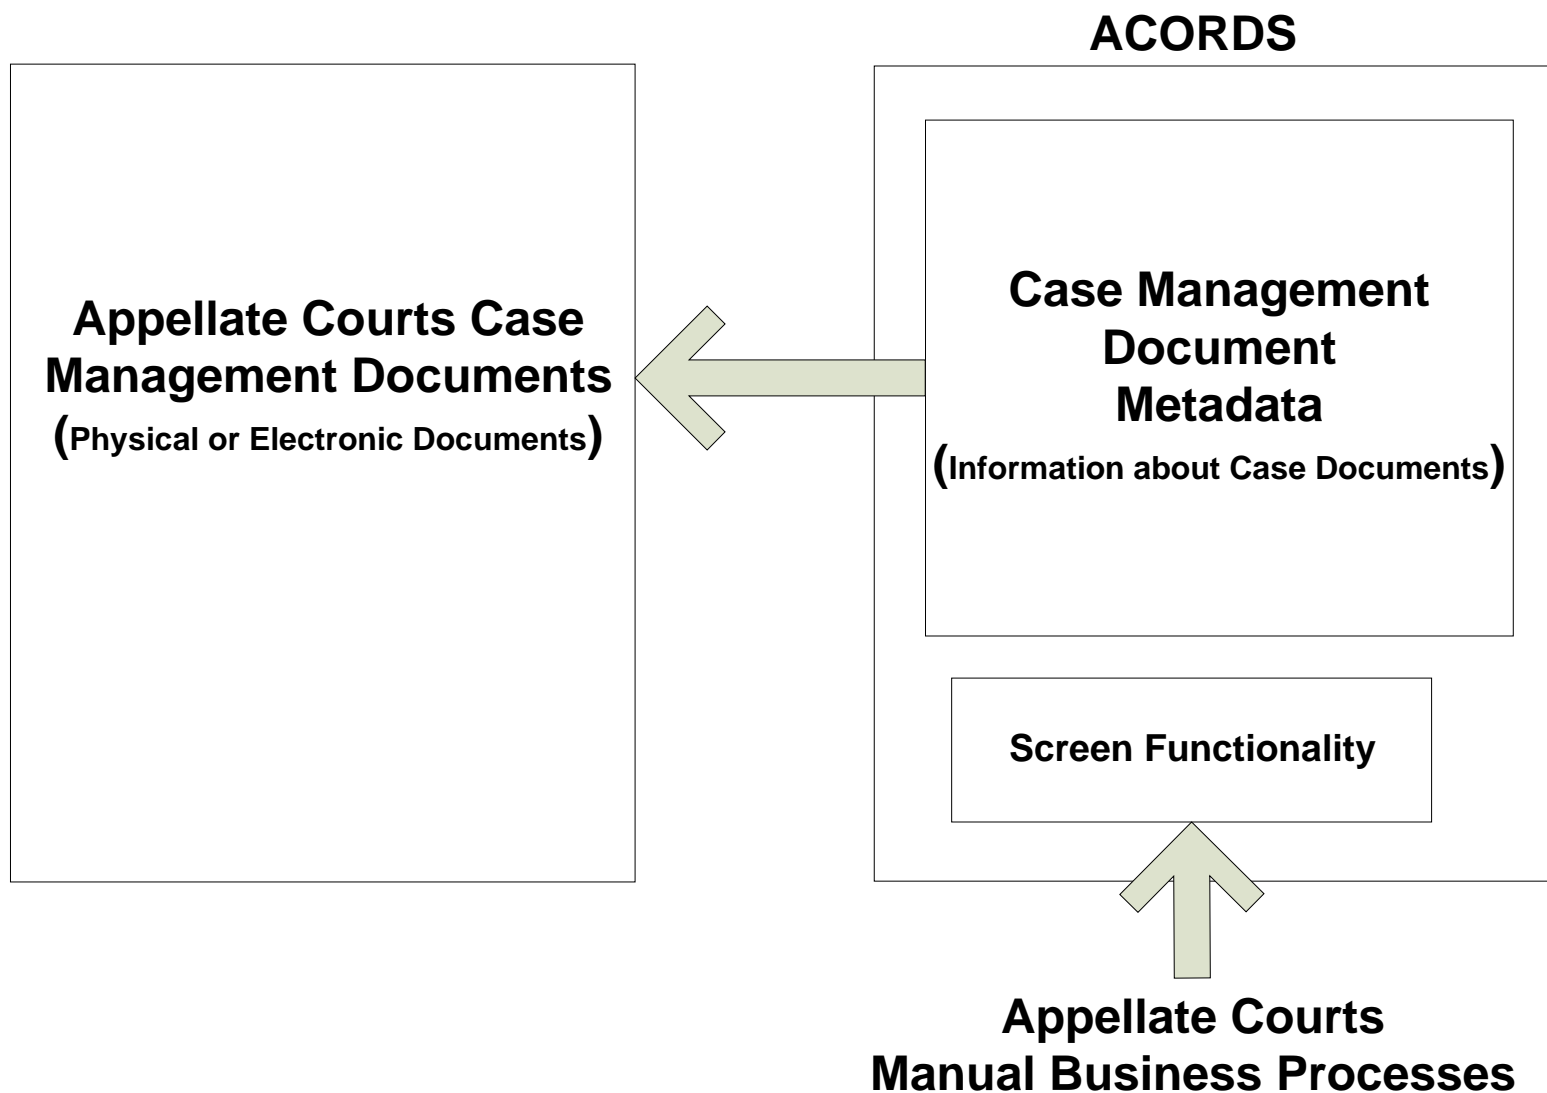 ACORDS
Appellate Courts Case
Management Documents
(Physical or Electronic Documents)
Case Management
Document
Metadata
(Information about Case Documents)
Screen Functionality
Appellate Courts
Manual Business Processes